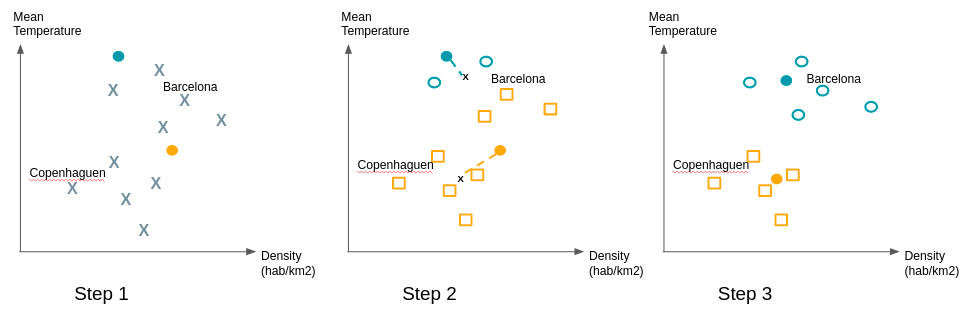 Mean
Temperature
X
X
Barcelona
X
X
X
X
Copenhaguen
X
X
X
X
Density
(hab/km2)
Step 1
Mean
Temperature
x
Barcelona
Copenhaguen
x
Density
(hab/km2)
Step 2
Mean
Temperature
Barcelona
Copenhaguen
Density
(hab/km2)
Step 3